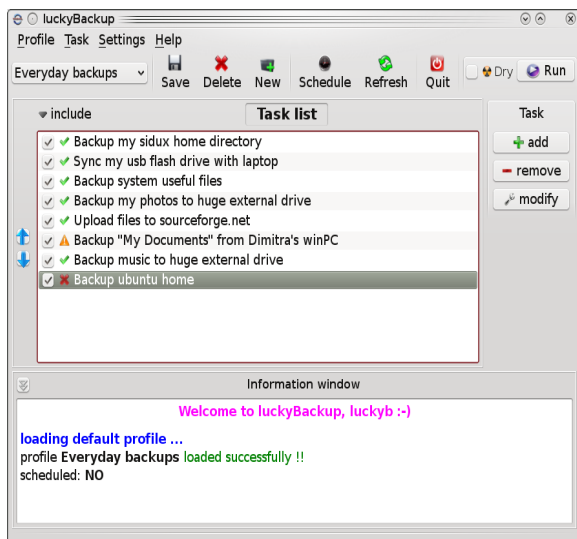 luckyBackup
Profile Task Settings Help
Everyday backups Save Delete New Schedule Refresh Quit Dry Run
include Task list Task
Backup my sidux home directory
Sync my usb flash drive with laptop
Backup system useful files
Backup my photos to huge external drive
Upload files to sourceforge.net
Backup "My Documents" from Dimitra's winPC
Backup music to huge external drive
Backup ubuntu home
add
remove
modify
Information window
Welcome to luckyBackup, luckyb :-)
loading default profile ...
profile Everyday backups loaded successfully !!
scheduled: NO